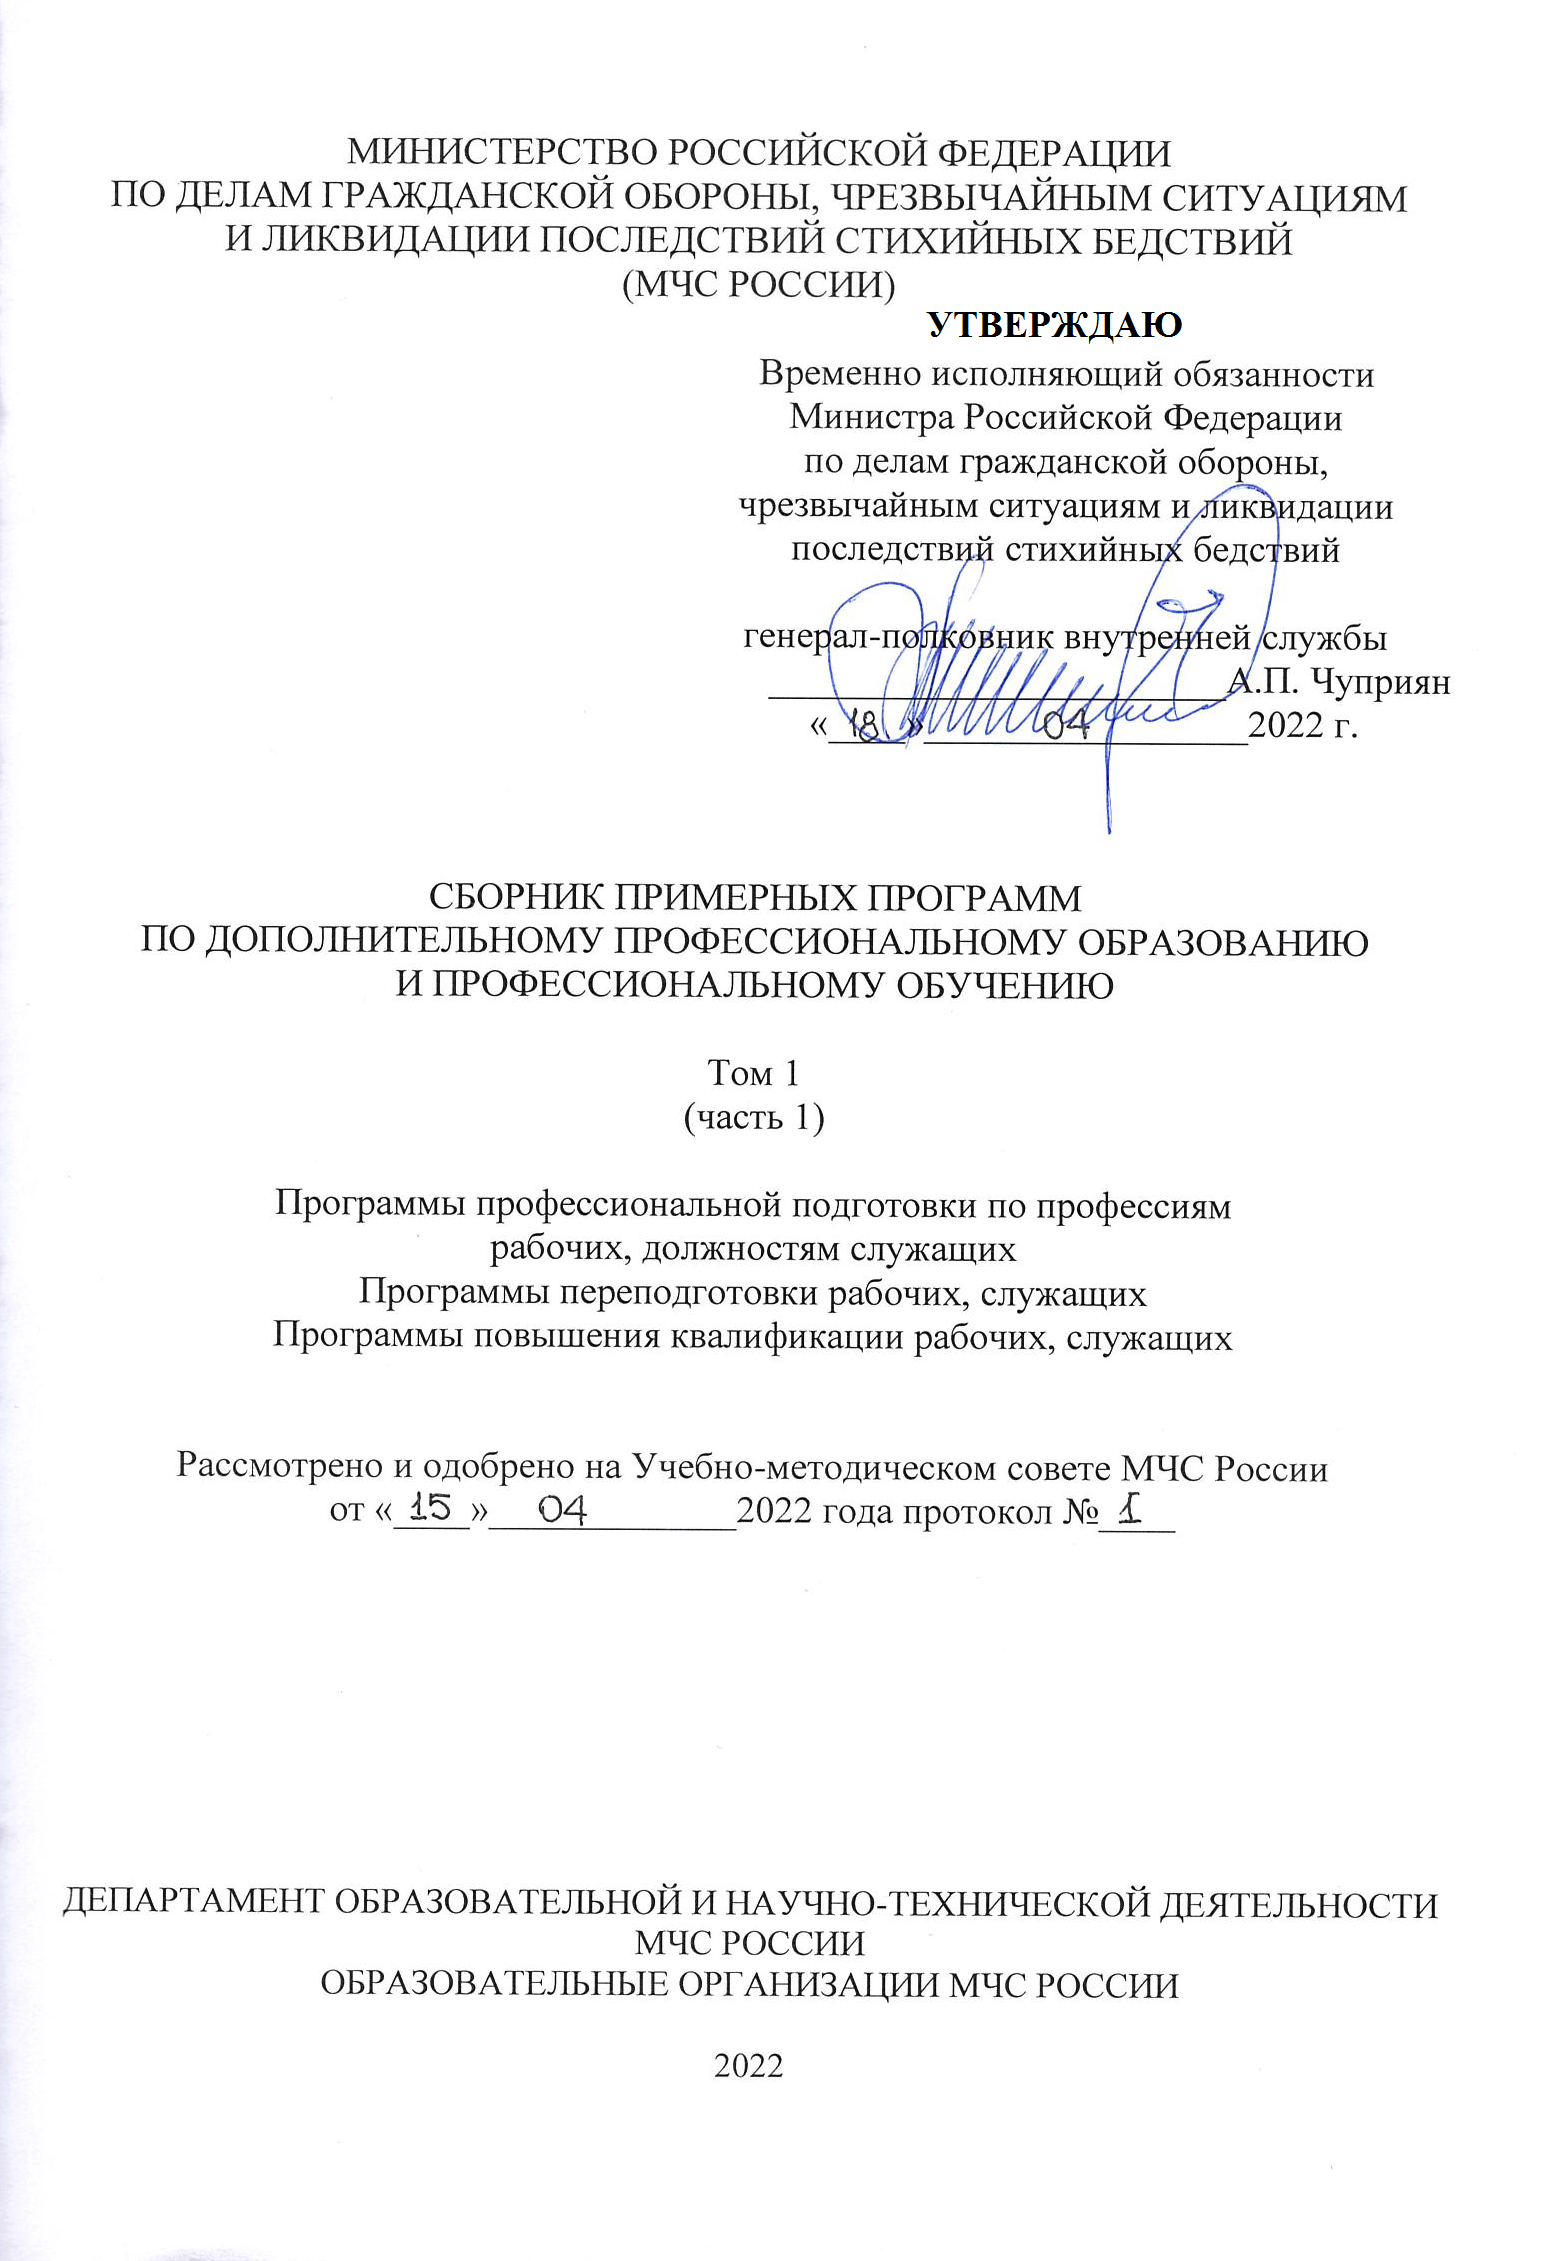 МИНИСТЕРСТВО РОССИЙСКОЙ ФЕДЕРАЦИИ
ПО ДЕЛАМ ГРАЖДАНСКОЙ ОБОРОНЫ, ЧРЕЗВЫЧАЙНЫМ СИТУАЦИЯМ
И ЛИКВИДАЦИИ ПОСЛЕДСТВИЙ СТИХИЙНЫХ БЕДСТВИЙ
(МЧС РОССИИ)
УТВЕРЖДАЮ
Временно исполняющий обязанности
Министра Российской Федерации
по делам гражданской обороны,
чрезвычайным ситуациям и ликвидации
последствий стихийных бедствий
генерал-полковник внутренней службы
А.П. Чуприян
«18» 04 2022 г.
СБОРНИК ПРИМЕРНЫХ ПРОГРАММ
ПО ДОПОЛНИТЕЛЬНОМУ ПРОФЕССИОНАЛЬНОМУ ОБРАЗОВАНИЮ
И ПРОФЕССИОНАЛЬНОМУ ОБУЧЕНИЮ
Том 1
(часть 1)
Программы профессиональной подготовки по профессиям
рабочих, должностям служащих
Программы переподготовки рабочих, служащих
Программы повышения квалификации рабочих, служащих
Рассмотрено и одобрено на Учебно-методическом совете МЧС России
от «15» 04 2022 года протокол № 1
ДЕПАРТАМЕНТ ОБРАЗОВАТЕЛЬНОЙ И НАУЧНО-ТЕХНИЧЕСКОЙ ДЕЯТЕЛЬНОСТИ
МЧС РОССИИ
ОБРАЗОВАТЕЛЬНЫЕ ОРГАНИЗАЦИИ МЧС РОССИИ
2022